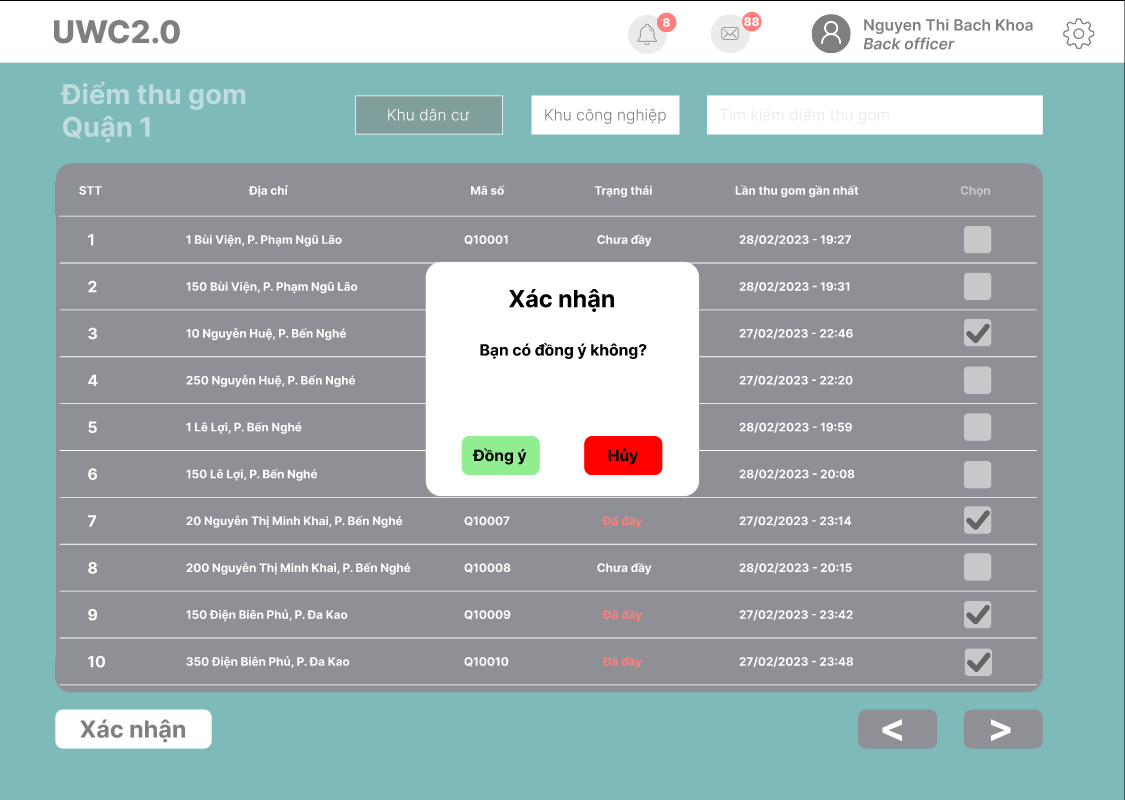 UWC2.0
8
88
Nguyen Thi Bach Khoa
Back officer
Điểm thu gom
Quận 1
Khu dân cư
Khu công nghiệp
Tìm kiếm điểm thu gom
STT Địa chỉ Mã số Trạng thái Lần thu gom gần nhất Chọn
1 1 Bùi Viện, P. Phạm Ngũ Lão Q10001 Chưa đầy 28/02/2023 - 19:27
2 150 Bùi Viện, P. Phạm Ngũ Lão 28/02/2023 - 19:31
3 10 Nguyễn Huệ, P. Bến Nghé 27/02/2023 - 22:46
4 250 Nguyễn Huệ, P. Bến Nghé 27/02/2023 - 22:20
5 1 Lê Lợi, P. Bến Nghé 28/02/2023 - 19:59
6 150 Lê Lợi, P. Bến Nghé 28/02/2023 - 20:08
7 20 Nguyễn Thị Minh Khai, P. Bến Nghé Q10007 Đã đầy 27/02/2023 - 23:14
8 200 Nguyễn Thị Minh Khai, P. Bến Nghé Q10008 Chưa đầy 28/02/2023 - 20:15
9 150 Điện Biên Phủ, P. Đa Kao Q10009 Đã đầy 27/02/2023 - 23:42
10 350 Điện Biên Phủ, P. Đa Kao Q10010 Đã đầy 27/02/2023 - 23:48
Xác nhận
Bạn có đồng ý không?
Đồng ý
Hủy
Xác nhận
< >